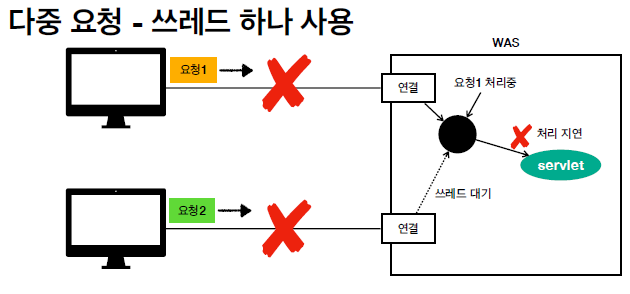 다중 요청 - 쓰레드 하나 사용
WAS
요청1
연결
요청1 처리중
처리 지연
servlet
쓰레드 대기
요청2
연결